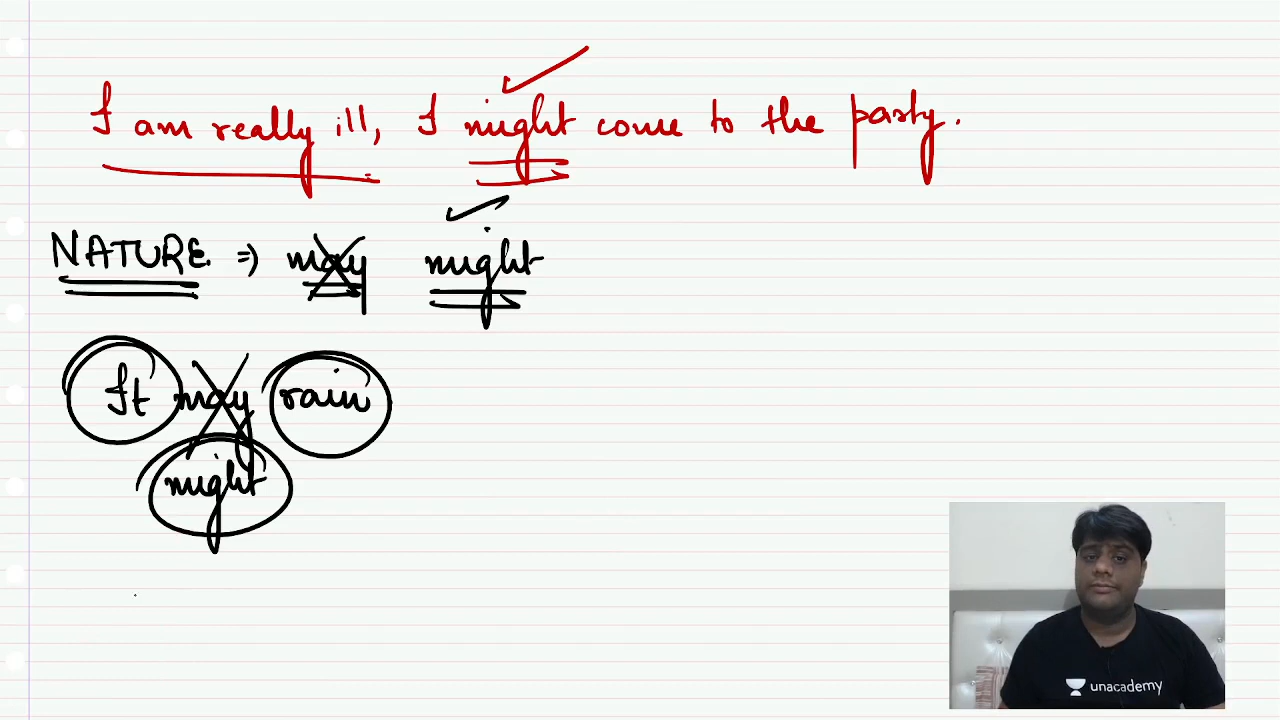 I am really ill, I might come to the party.
NATURE. => may might
It may rain
might
unacademy